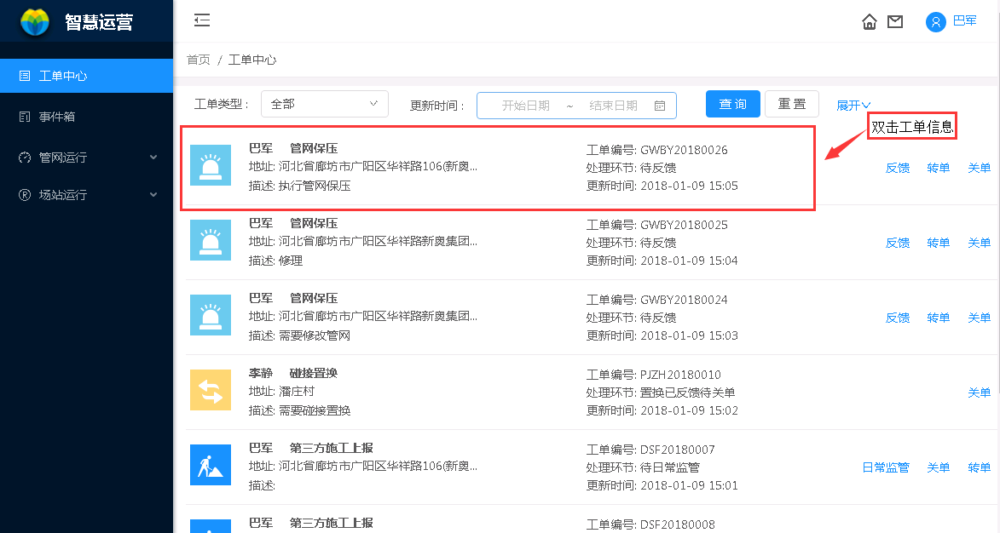 智慧运营
巴军
工单中心
事件箱
管网运行
场站运行
首页 / 工单中心
工单类型: 全部 更新时间: 开始日期 ~ 结束日期 查询 重置 展开
双击工单信息
巴军 管网保压
地址: 河北省廊坊市广阳区华祥路106(新奥...
描述: 执行管网保压
工单编号: GWBY20180026
处理环节: 待反馈
更新时间: 2018-01-09 15:05
反馈 转单 关单
巴军 管网保压
地址: 河北省廊坊市广阳区华祥路新奥集团...
描述: 修理
工单编号: GWBY20180025
处理环节: 待反馈
更新时间: 2018-01-09 15:04
反馈 转单 关单
巴军 管网保压
地址: 河北省廊坊市广阳区华祥路新奥集团...
描述: 需要修改管网
工单编号: GWBY20180024
处理环节: 待反馈
更新时间: 2018-01-09 15:03
反馈 转单 关单
李静 碰接置换
地址: 潘庄村
描述: 需要碰接置换
工单编号: PJZH20180010
处理环节: 置换已反馈待关单
更新时间: 2018-01-09 15:02
关单
巴军 第三方施工上报
地址: 河北省廊坊市广阳区华祥路106(新奥...
描述:
工单编号: DSF20180007
处理环节: 待日常监管
更新时间: 2018-01-09 15:01
日常监管 关单 转单
巴军 第三方施工上报
工单编号: DSF20180008